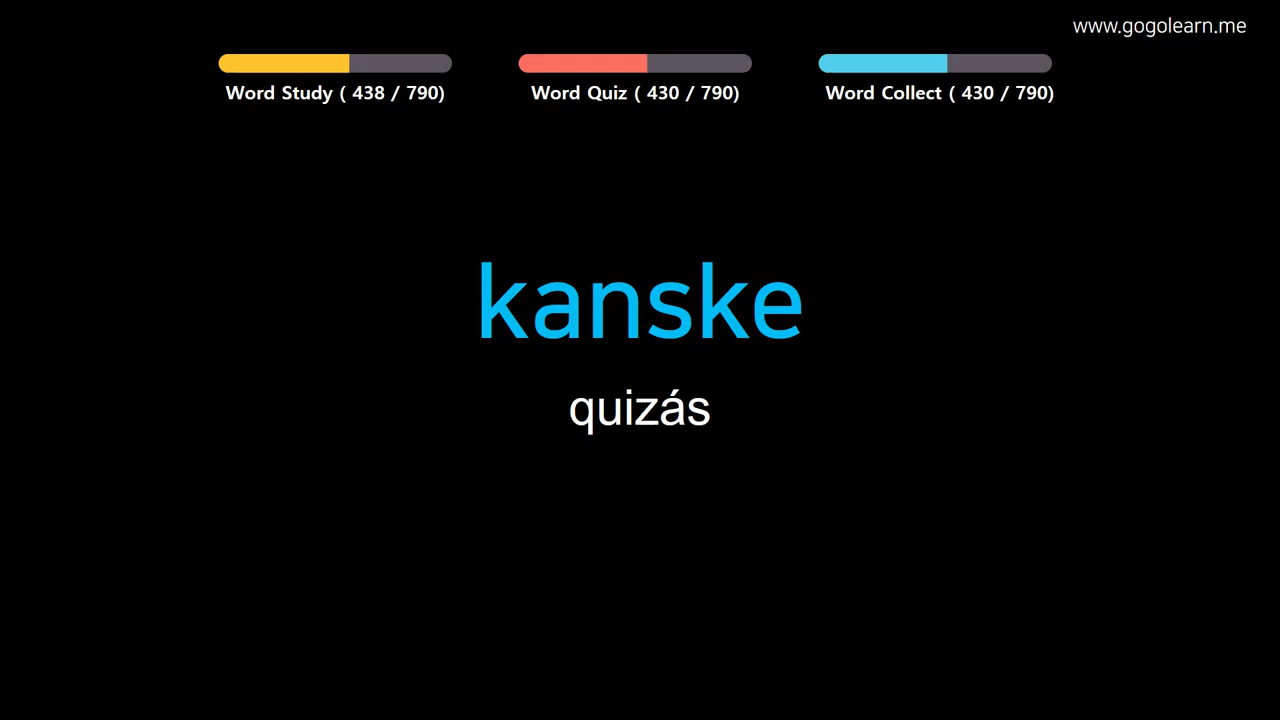 www.gogolearn.me
Word Study ( 438 / 790)
Word Quiz ( 430 / 790)
Word Collect ( 430 / 790)
kanske
quizás